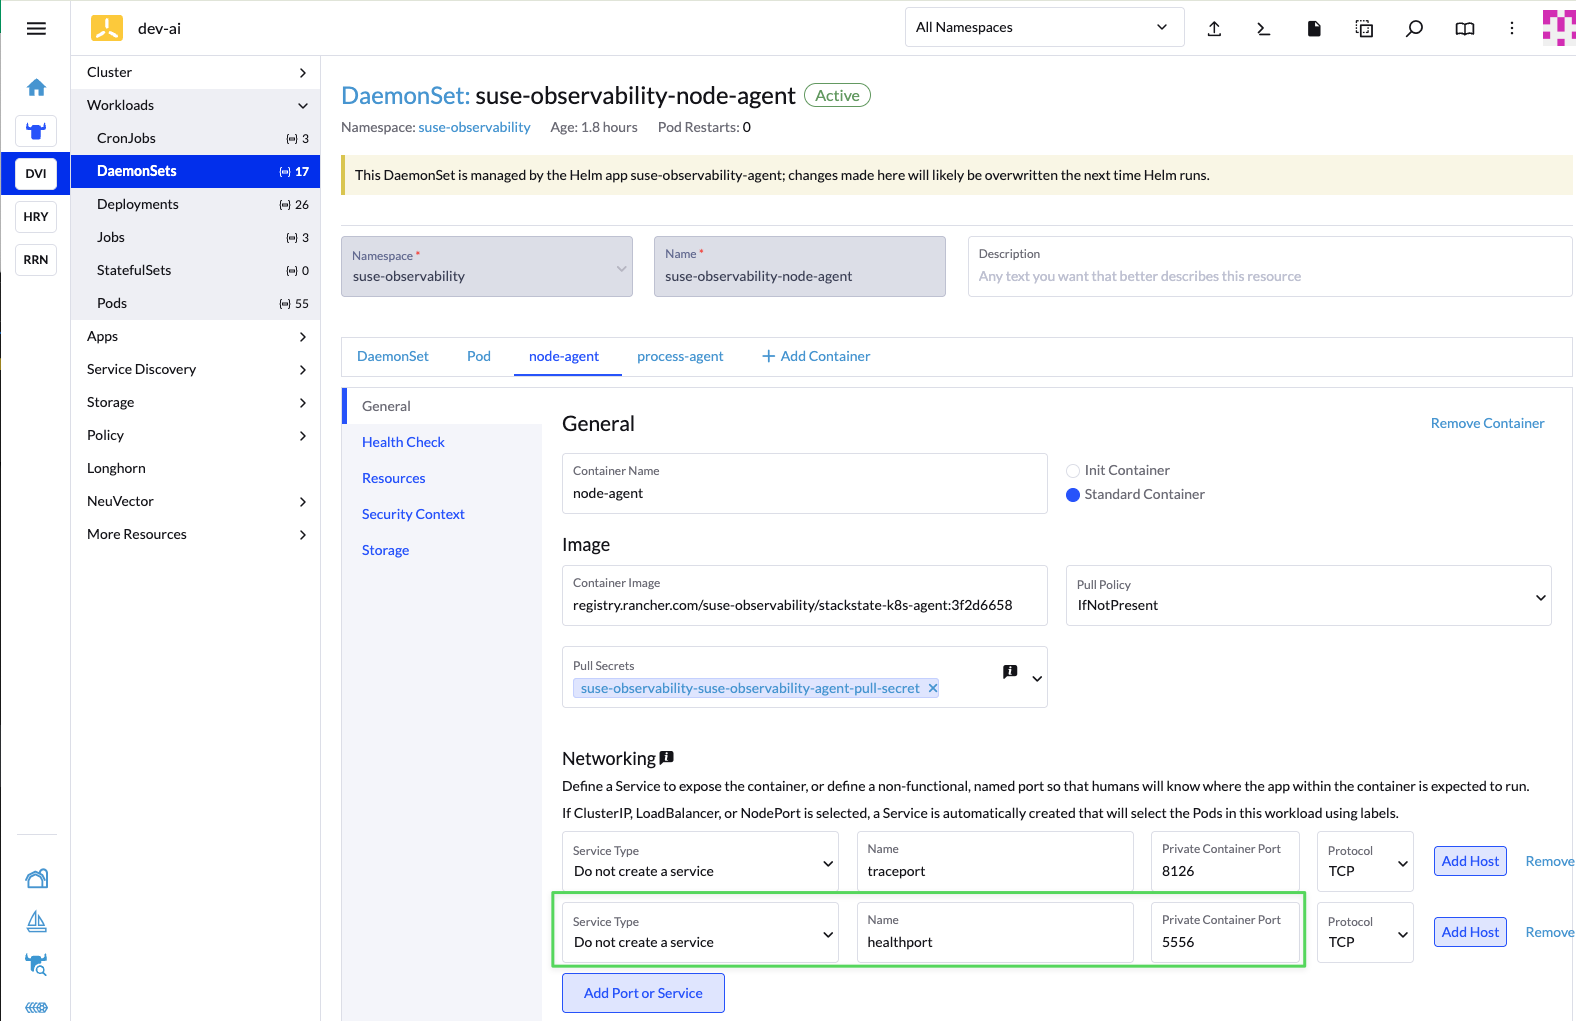 dev-ai
All Namespaces
DVI
HRY
RRN
Cluster
Workloads
CronJobs 3
DaemonSets 17
Deployments 26
Jobs 3
StatefulSets 0
Pods 55
Apps
Service Discovery
Storage
Policy
Longhorn
NeuVector
More Resources
DaemonSet: suse-observability-node-agent Active
Namespace: suse-observability Age: 1.8 hours Pod Restarts: 0
This DaemonSet is managed by the Helm app suse-observability-agent; changes made here will likely be overwritten the next time Helm runs.
Namespace *
suse-observability
Name *
suse-observability-node-agent
Description
Any text you want that better describes this resource
DaemonSet Pod node-agent process-agent + Add Container
General
Health Check
Resources
Security Context
Storage
General
Remove Container
Container Name
node-agent
Init Container
Standard Container
Image
Container Image
registry.rancher.com/suse-observability/stackstate-k8s-agent:3f2d6658
Pull Policy
IfNotPresent
Pull Secrets
suse-observability-suse-observability-agent-pull-secret
Networking
Define a Service to expose the container, or define a non-functional, named port so that humans will know where the app within the container is expected to run.
If ClusterIP, LoadBalancer, or NodePort is selected, a Service is automatically created that will select the Pods in this workload using labels.
Service Type Name Private Container Port Protocol
Do not create a service traceport 8126 TCP Add Host Remove
Service Type Name Private Container Port Protocol
Do not create a service healthport 5556 TCP Add Host Remove
Add Port or Service